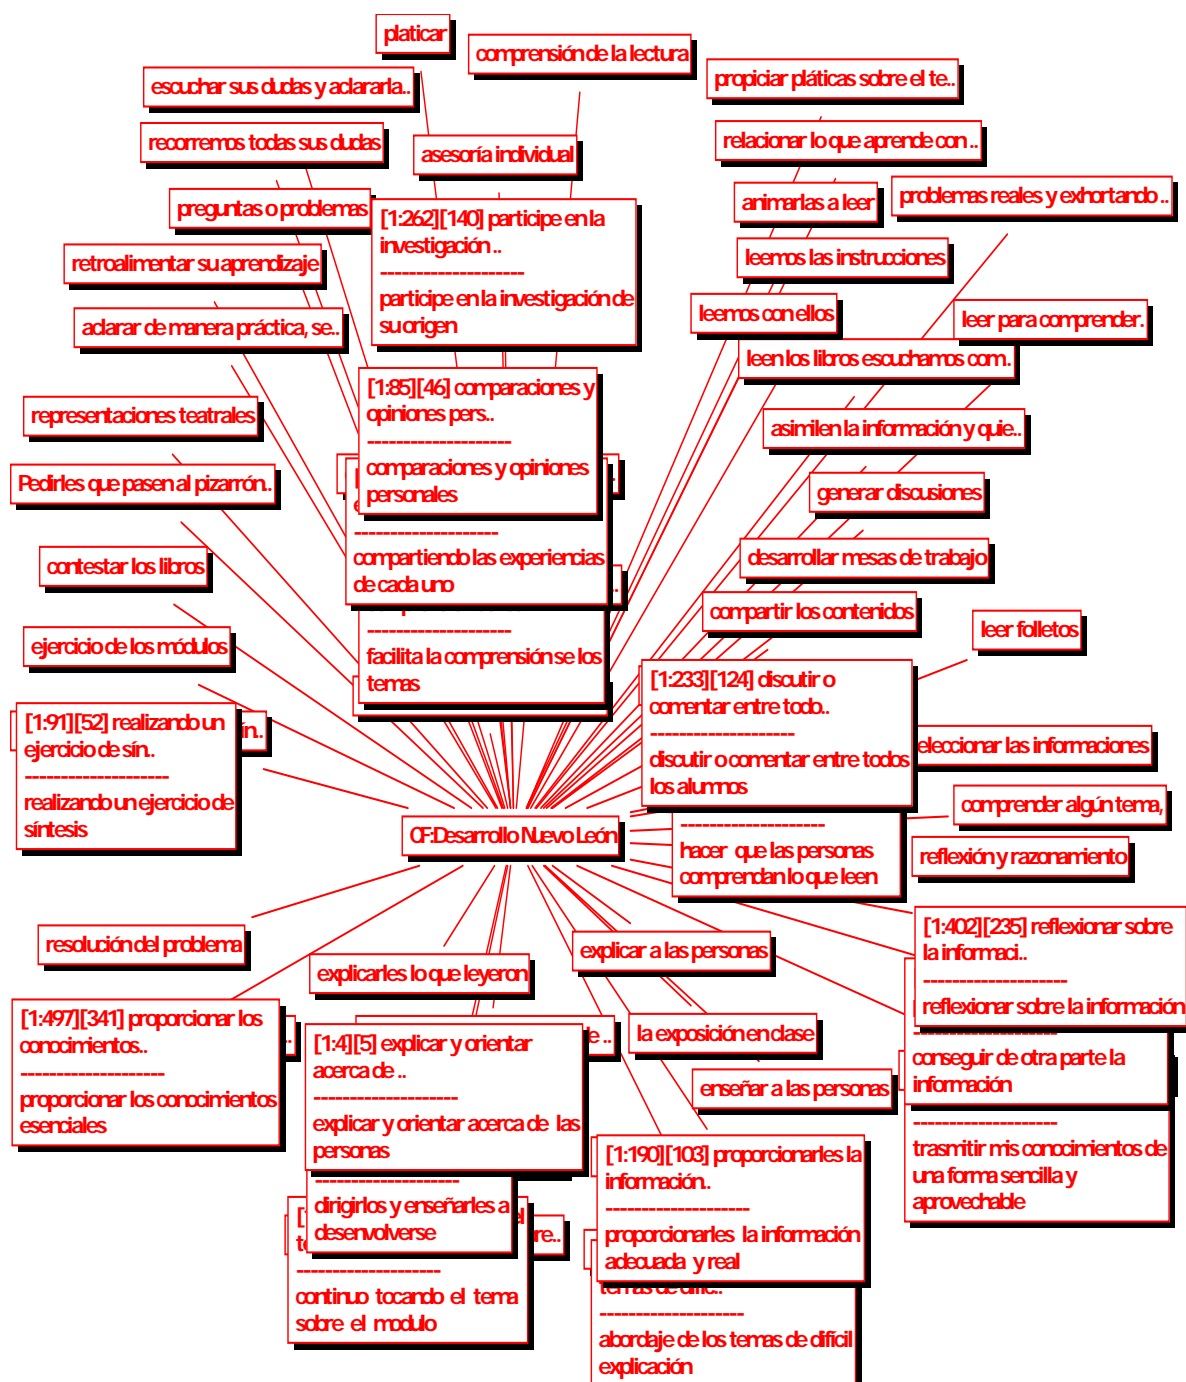 platicar
comprensión de la lectura
escuchar sus dudas y aclararla..
propiciar pláticas sobre el te..
recorremos todas sus dudas
asesoría individual
relacionar lo que aprende con ..
preguntas o problemas
animarlas a leer
problemas reales y exhortando ..
[1:262][140] participe en la
investigación ..
--------------------
participe en la investigación de
su origen
retroalimentar su aprendizaje
leemos las instrucciones
aclarar de manera práctica, se..
leemos con ellos
leer para comprender.
leen los libros escuchamos com..
[1:85][46] comparaciones y
opiniones pers..
--------------------
comparaciones y opiniones
personales
representaciones teatrales
asimilen la información y quie..
Pedirles que pasen al pizarrón..
generar discusiones
--------------------
compartiendo las experiencias
de cada uno
contestar los libros
desarrollar mesas de trabajo
compartir los contenidos
ejercicio de los módulos
leer folletos
--------------------
facilita la comprensión se los
temas
[1:233][124] discutir o
comentar entre todo..
--------------------
discutir o comentar entre todos
los alumnos
[1:91][52] realizando un
ejercicio de sín..
--------------------
realizando un ejercicio de
síntesis
ín..
eleccionar las informaciones
comprender algún tema,
CF:Desarrollo Nuevo León
--------------------
hacer que las personas
comprendan lo que leen
reflexión y razonamiento
resolución del problema
explicarles lo que leyeron
explicar a las personas
[1:402][235] reflexionar sobre
la informaci..
--------------------
reflexionar sobre la información
[1:497][341] proporcionar los
conocimientos..
--------------------
proporcionar los conocimientos
esenciales
[1:4][5] explicar y orientar
acerca de ..
--------------------
explicar y orientar acerca de las
personas
e ..
la exposición en clase
enseñar a las personas
--------------------
conseguir de otra parte la
información
--------------------
trasmitir mis conocimientos de
una forma sencilla y
aprovechable
[1:190][103] proporcionarles la
información..
--------------------
proporcionarles la información
adecuada y real
--------------------
dirigirlos y enseñarles a
desenvolverse
re..
--------------------
continuo tocando el tema
sobre el modulo
temas de difíc..
--------------------
abordaje de los temas de difícil
explicación